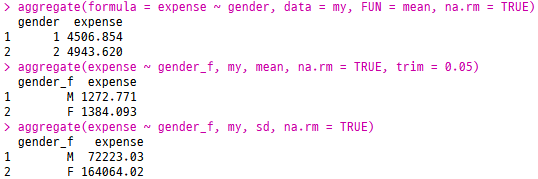 > aggregate(formula = expense ~ gender, data = my, FUN = mean, na.rm = TRUE)
  gender  expense
1      1 4506.854
2      2 4943.620
> aggregate(expense ~ gender_f, my, mean, na.rm = TRUE, trim = 0.05)
  gender_f  expense
1        M 1272.771
2        F 1384.093
> aggregate(expense ~ gender_f, my, sd, na.rm = TRUE)
  gender_f   expense
1        M  72223.03
2        F 164064.02